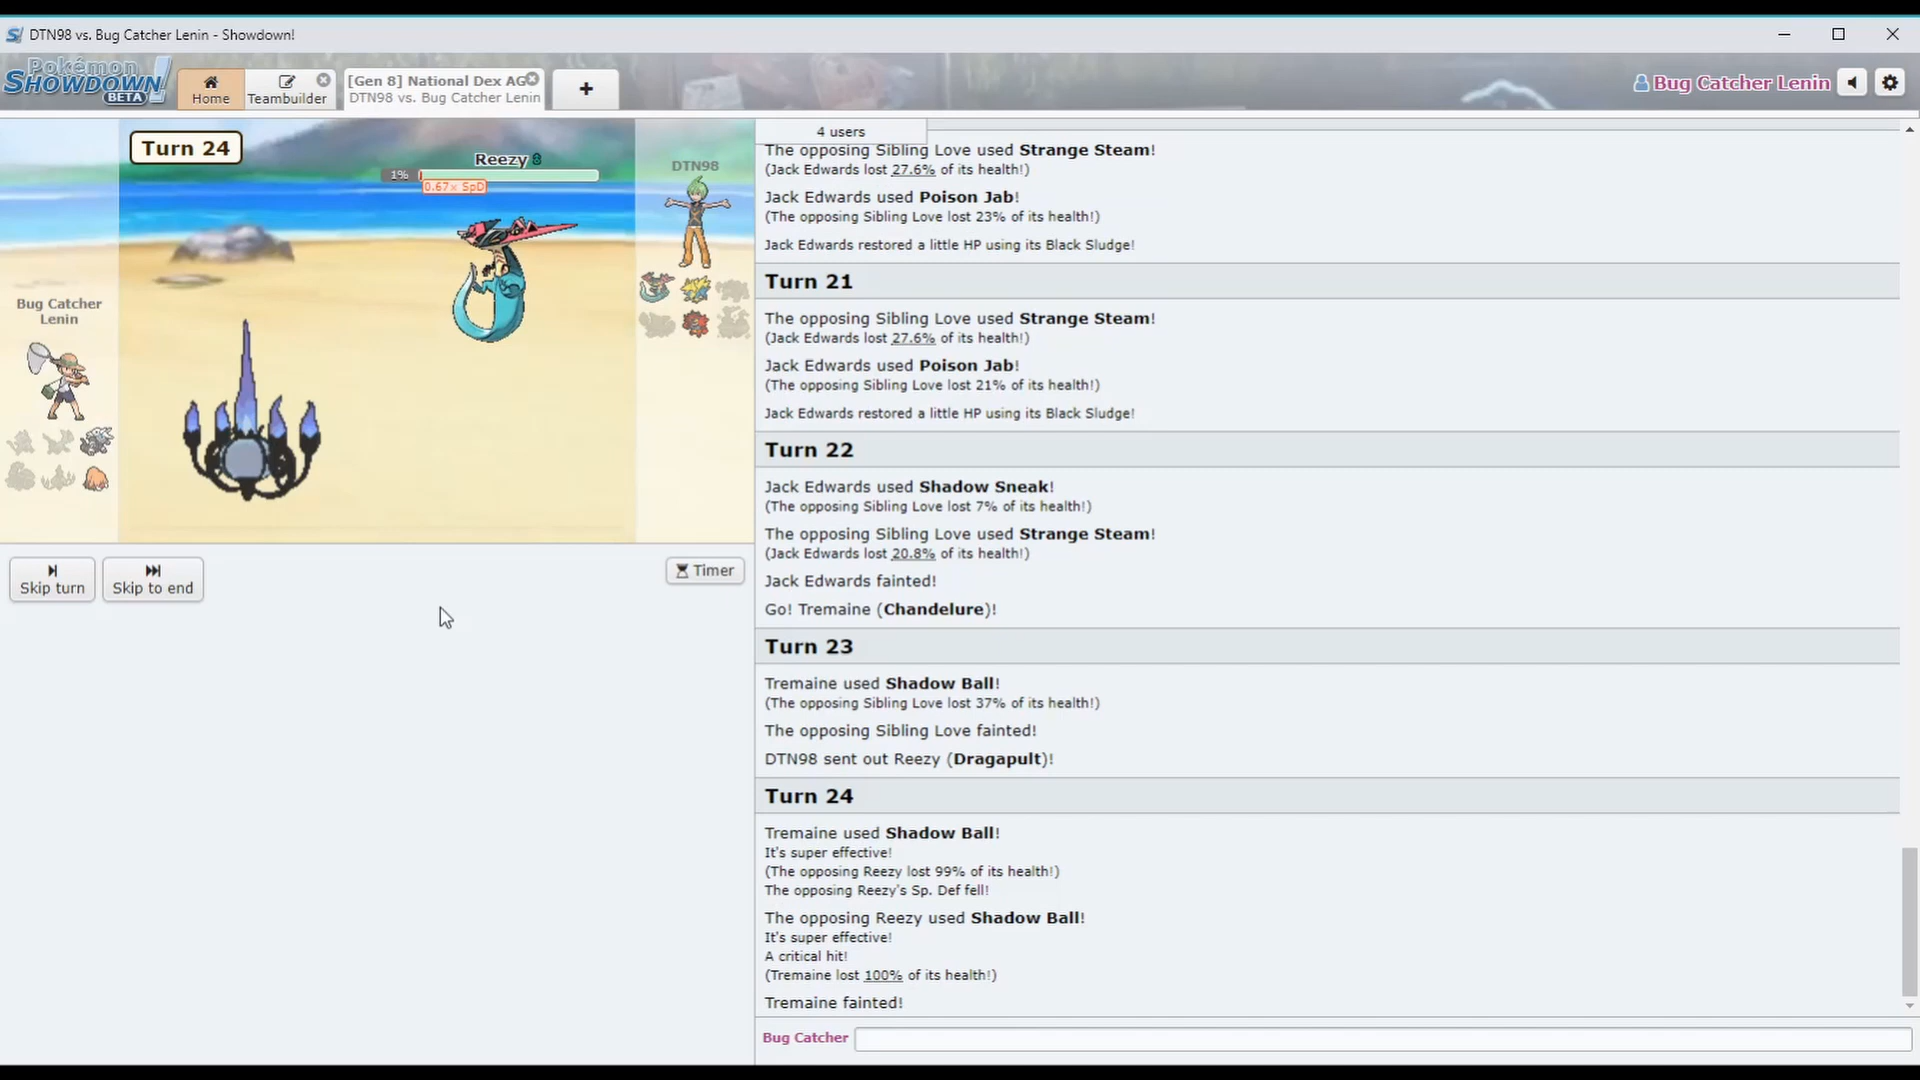 DTN98 vs. Bug Catcher Lenin - Showdown!
Pokémon
SHOWDOWN!
BETA
Home
Teambuilder
[Gen 8] National Dex AG
DTN98 vs. Bug Catcher Lenin
+
Bug Catcher Lenin
Turn 24
Reezy
1%
0.67× SpD
DTN98
Bug Catcher
Lenin
Skip turn
Skip to end
Timer
4 users
The opposing Sibling Love used Strange Steam!
(Jack Edwards lost 27.6% of its health!)
Jack Edwards used Poison Jab!
(The opposing Sibling Love lost 23% of its health!)
Jack Edwards restored a little HP using its Black Sludge!
Turn 21
The opposing Sibling Love used Strange Steam!
(Jack Edwards lost 27.6% of its health!)
Jack Edwards used Poison Jab!
(The opposing Sibling Love lost 21% of its health!)
Jack Edwards restored a little HP using its Black Sludge!
Turn 22
Jack Edwards used Shadow Sneak!
(The opposing Sibling Love lost 7% of its health!)
The opposing Sibling Love used Strange Steam!
(Jack Edwards lost 20.8% of its health!)
Jack Edwards fainted!
Go! Tremaine (Chandelure)!
Turn 23
Tremaine used Shadow Ball!
(The opposing Sibling Love lost 37% of its health!)
The opposing Sibling Love fainted!
DTN98 sent out Reezy (Dragapult)!
Turn 24
Tremaine used Shadow Ball!
It's super effective!
(The opposing Reezy lost 99% of its health!)
The opposing Reezy's Sp. Def fell!
The opposing Reezy used Shadow Ball!
It's super effective!
A critical hit!
(Tremaine lost 100% of its health!)
Tremaine fainted!
Bug Catcher